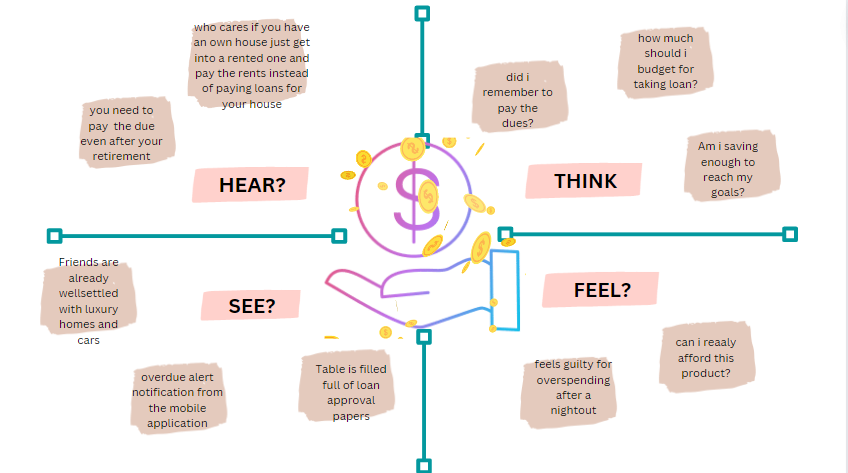 who cares if you have
an own house just get
into a rented one and
pay the rents instead
of paying loans for
your house
you need to
pay the due
even after your
retirement
HEAR?
how much
should i
budget for
taking loan?
did i
remember to
pay the
dues?
Am i saving
enough to
reach my
goals?
THINK
$
Friends are
already
wellsettled
with luxury
homes and
cars
SEE?
overdue alert
notification from
the mobile
application
Table is filled
full of loan
approval
papers
FEEL?
can i reaaly
afford this
product?
feels guilty for
overspending
after a
nightout